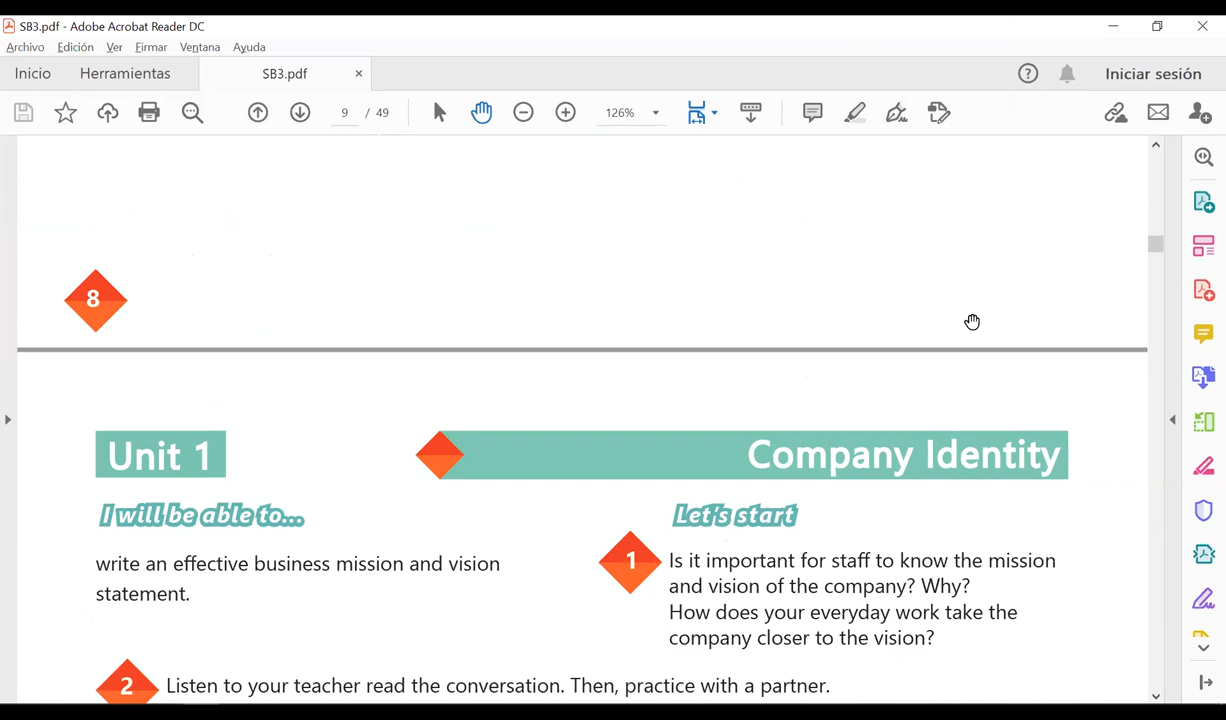 SB3.pdf - Adobe Acrobat Reader DC
Archivo Edición Ver Firmar Ventana Ayuda
Inicio Herramientas SB3.pdf × Iniciar sesión
9 / 49 126%
8
Unit 1 Company Identity
I will be able to...
write an effective business mission and vision
statement.
Let's start
1 Is it important for staff to know the mission
and vision of the company? Why?
How does your everyday work take the
company closer to the vision?
2 Listen to your teacher read the conversation. Then, practice with a partner.